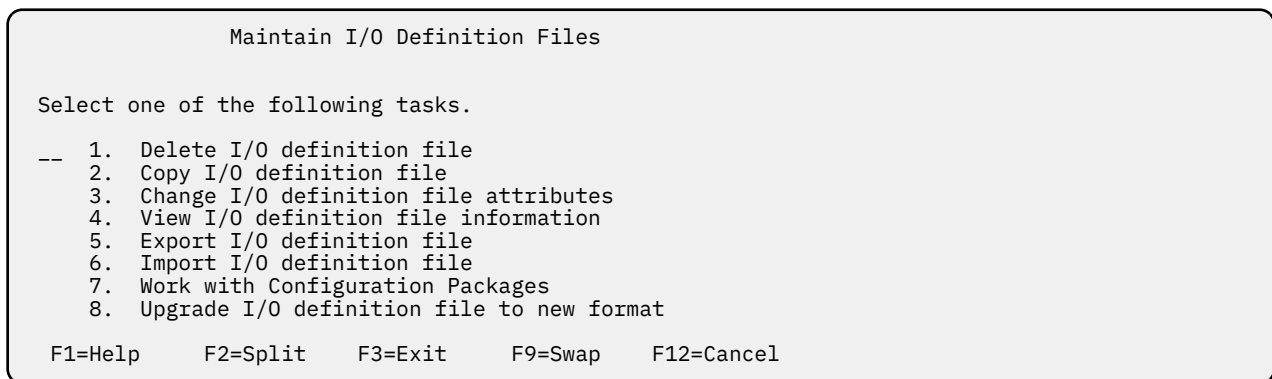 Maintain I/O Definition Files
Select one of the following tasks.
__ 1. Delete I/O definition file
2. Copy I/O definition file
3. Change I/O definition file attributes
4. View I/O definition file information
5. Export I/O definition file
6. Import I/O definition file
7. Work with Configuration Packages
8. Upgrade I/O definition file to new format
F1=Help F2=Split F3=Exit F9=Swap F12=Cancel